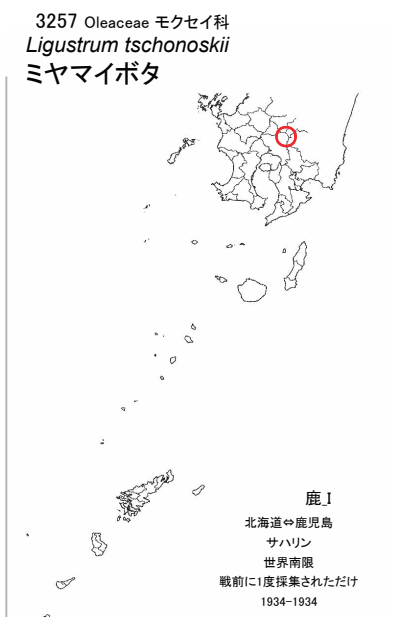 3257 Oleaceae モクセイ科
Ligustrum tschonoskii
ミヤマイボタ
鹿_I
北海道⇔鹿児島
サハリン
世界南限
戦前に1度採集されただけ
1934-1934